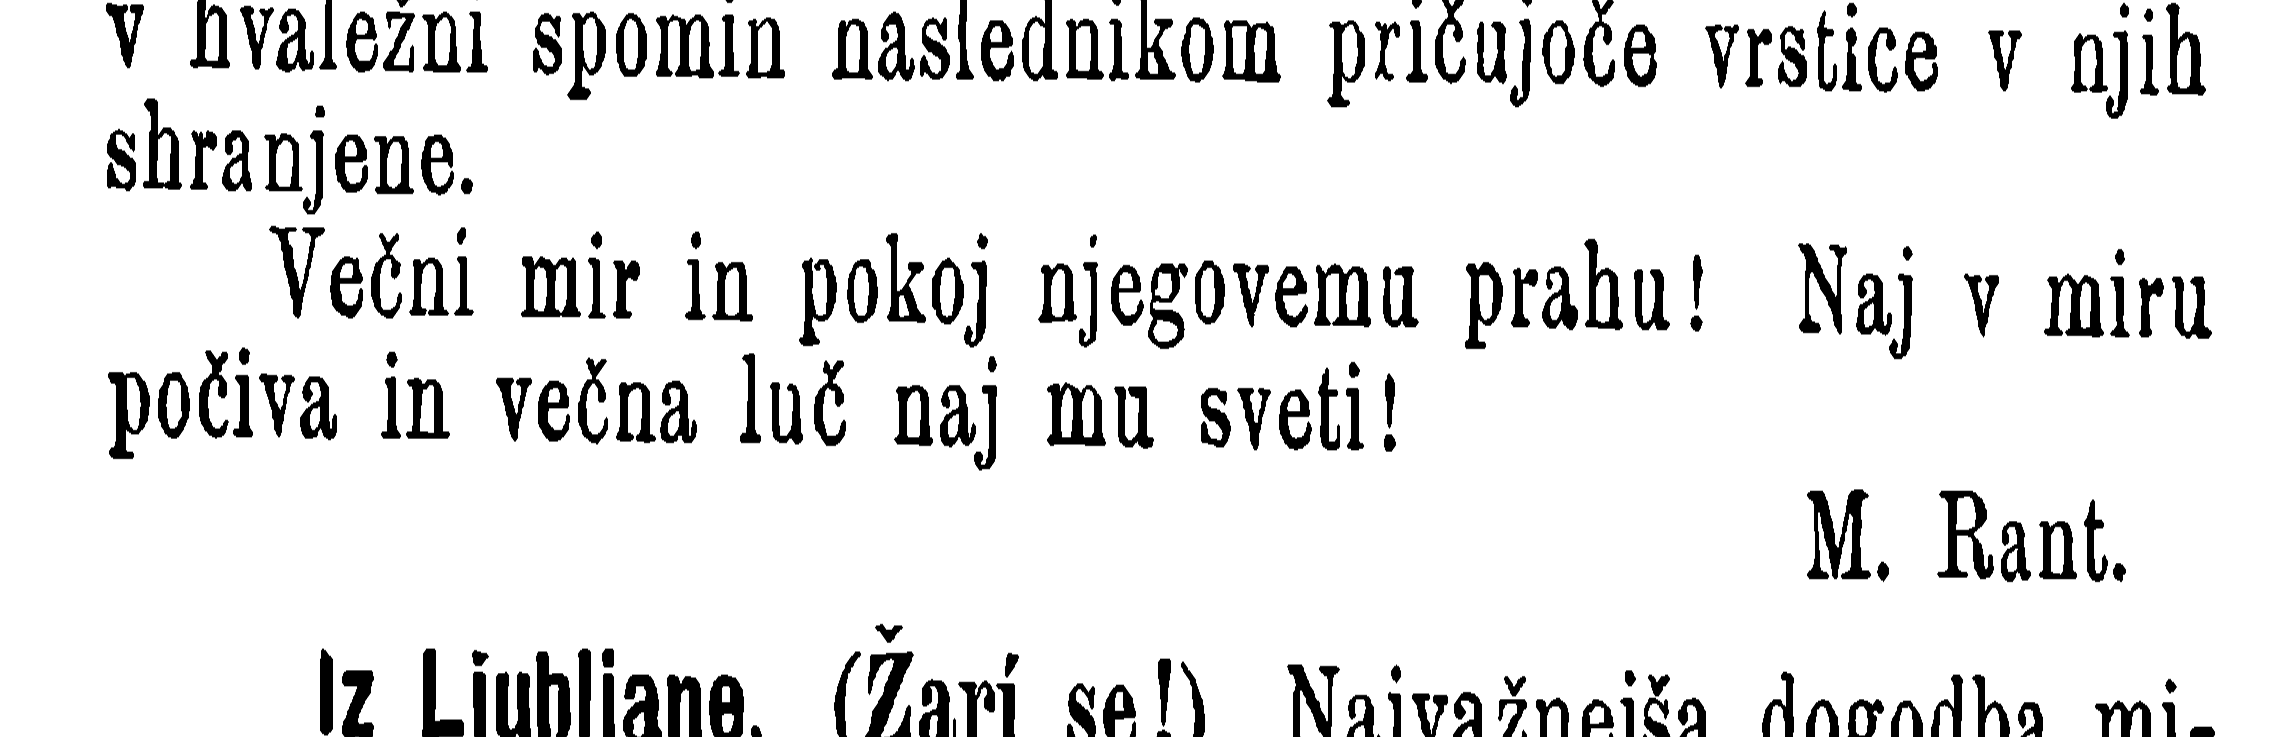 v hvaležni spomin naslednikom pričujoče vrstice v njih
shranjene.
Večni mir in pokoj njegovemu prahu! Naj v miru
počiva in večna luč naj mu sveti!
M. Rant.
Iz Ljubljane. (Žarí se!) Najvažnejša dogodba mi-